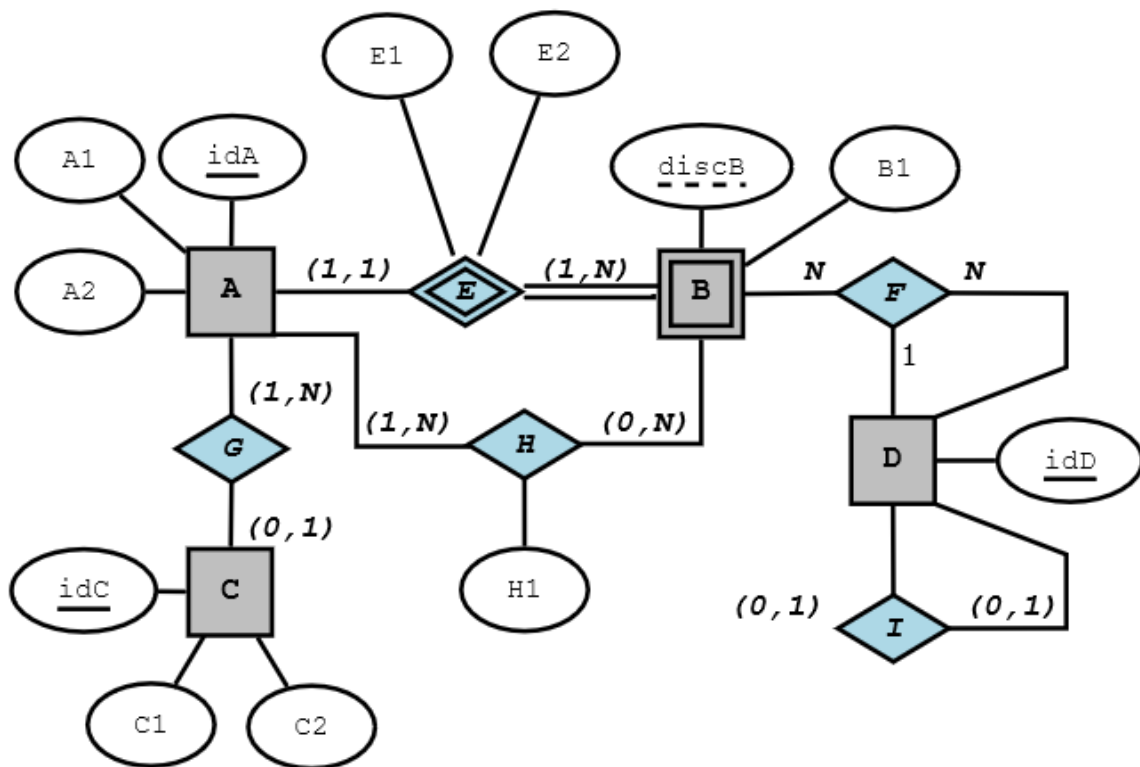 E1
E2
A1
idA
discB
B1
A2
A
(1,1)
E
(1,N)
B
N
F
N
1
(1,N)
(1,N)
H
(0,N)
G
D
idD
(0,1)
idC
C
H1
(0,1)
(0,1)
I
C1
C2